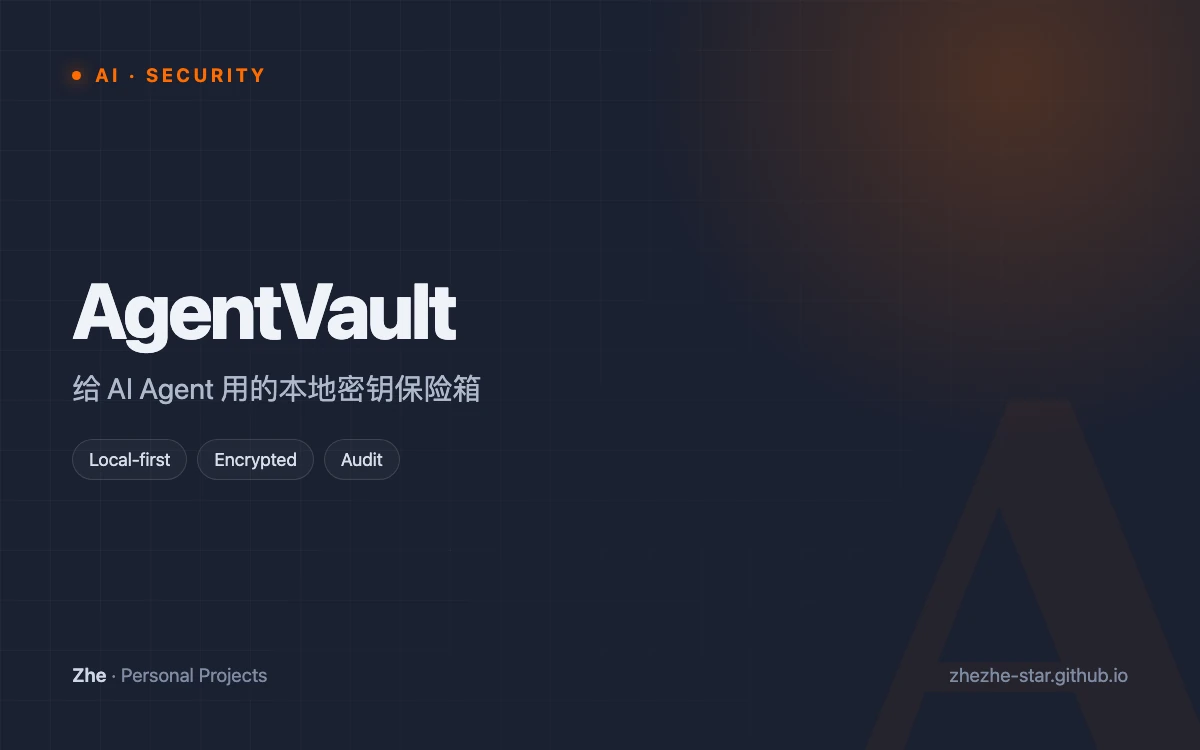 AI · SECURITY
AgentVault
给 AI Agent 用的本地密钥保险箱
Local-first Encrypted Audit
Zhe · Personal Projects
zhezhe-star.github.io
A